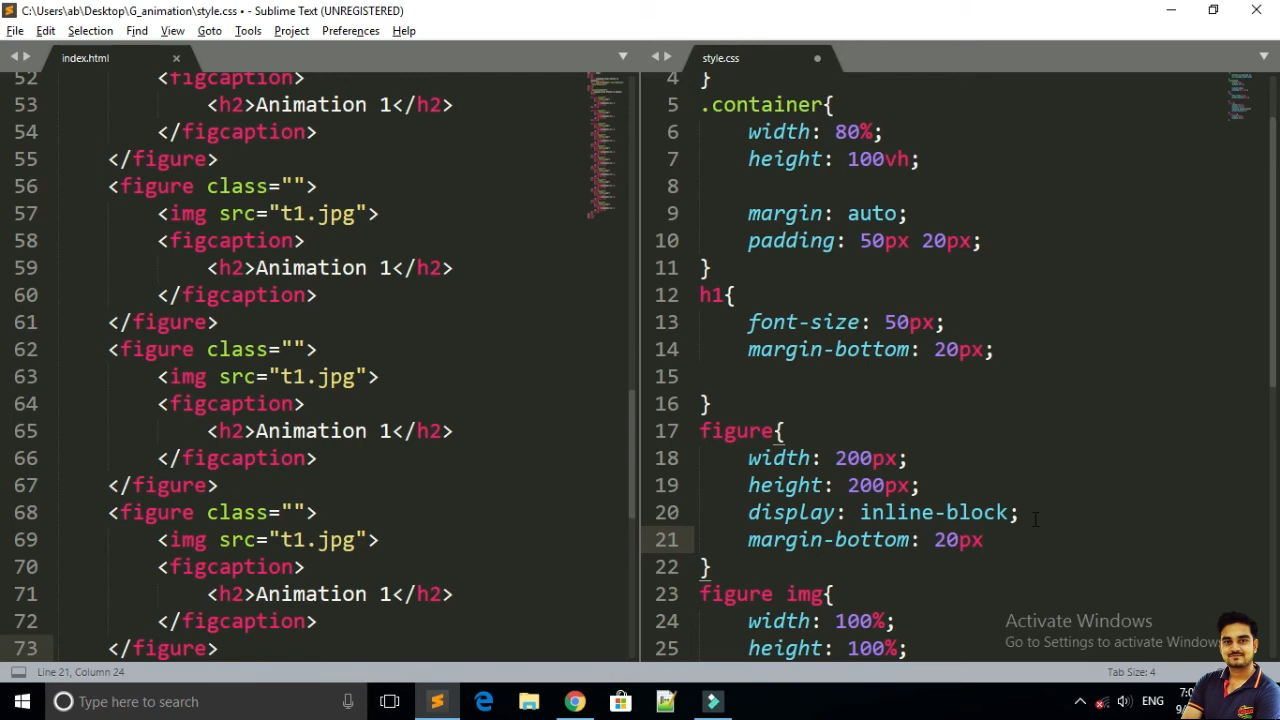 C:\Users\ab\Desktop\G_animation\style.css • - Sublime Text (UNREGISTERED)
File Edit Selection Find View Goto Tools Project Preferences Help
index.html
52 <figcaption>
53 <h2>Animation 1</h2>
54 </figcaption>
55 </figure>
56 <figure class="">
57 <img src="t1.jpg">
58 <figcaption>
59 <h2>Animation 1</h2>
60 </figcaption>
61 </figure>
62 <figure class="">
63 <img src="t1.jpg">
64 <figcaption>
65 <h2>Animation 1</h2>
66 </figcaption>
67 </figure>
68 <figure class="">
69 <img src="t1.jpg">
70 <figcaption>
71 <h2>Animation 1</h2>
72 </figcaption>
73 </figure>
style.css
4 }
5 .container{
6 width: 80%;
7 height: 100vh;
8
9 margin: auto;
10 padding: 50px 20px;
11 }
12 h1{
13 font-size: 50px;
14 margin-bottom: 20px;
15
16 }
17 figure{
18 width: 200px;
19 height: 200px;
20 display: inline-block;
21 margin-bottom: 20px
22 }
23 figure img{
24 width: 100%;
25 height: 100%;
Activate Windows
Go to Settings to activate Windows
Line 21, Column 24
Tab Size: 4
Type here to search
ENG